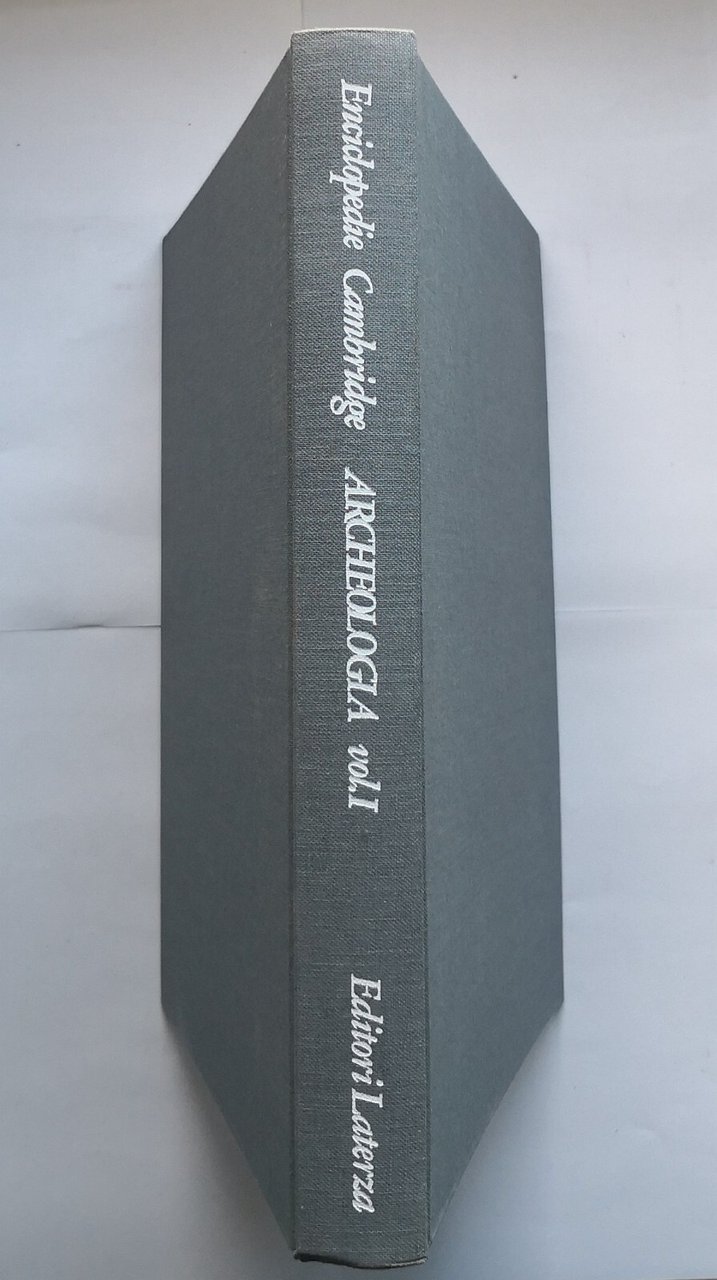 Enciclopedie Cambridge ARCHEOLOGIA vol.I Editori Laterza